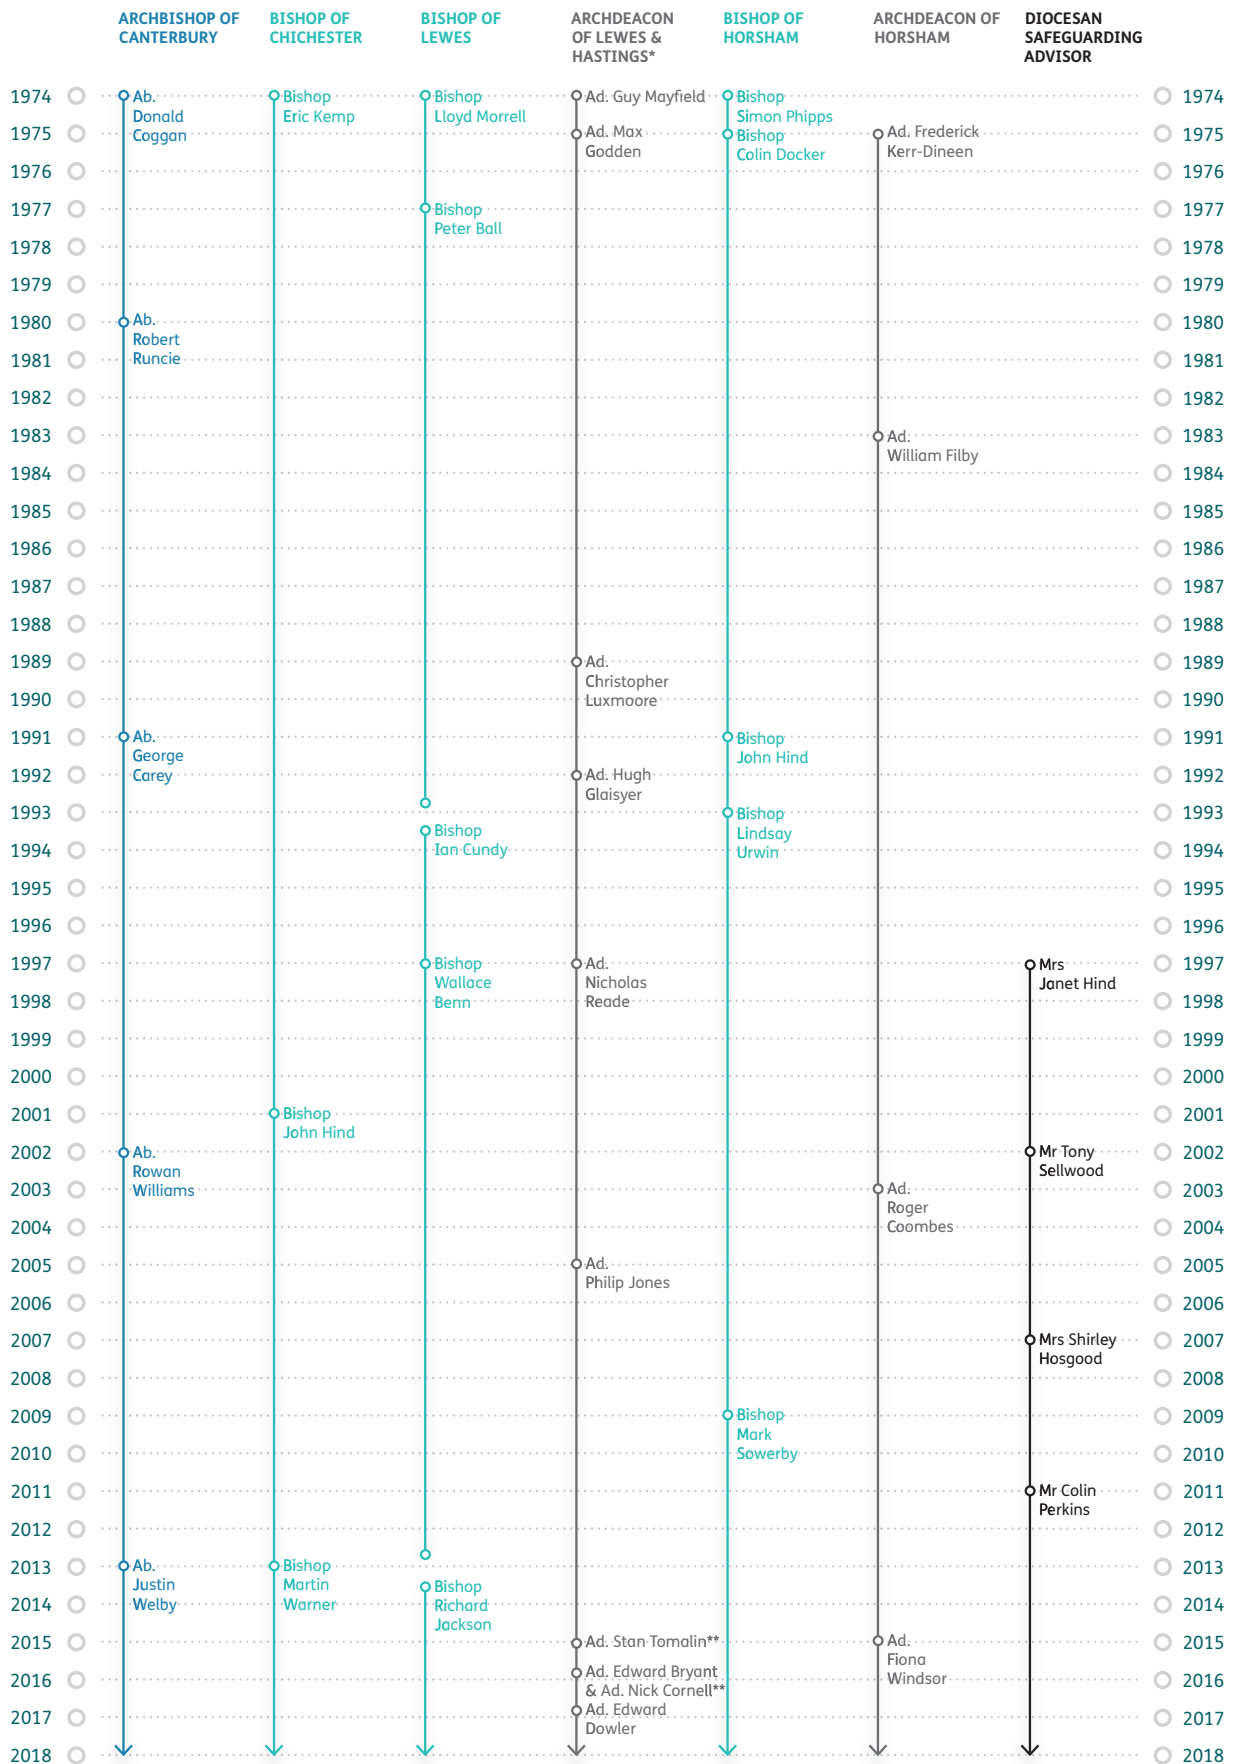 ARCHBISHOP OF
CANTERBURY
BISHOP OF
CHICHESTER
BISHOP OF
LEWES
ARCHDEACON
OF LEWES &
HASTINGS*
BISHOP OF
HORSHAM
ARCHDEACON OF
HORSHAM
DIOCESAN
SAFEGUARDING
ADVISOR
1974
1975
1976
1977
1978
1979
1980
1981
1982
1983
1984
1985
1986
1987
1988
1989
1990
1991
1992
1993
1994
1995
1996
1997
1998
1999
2000
2001
2002
2003
2004
2005
2006
2007
2008
2009
2010
2011
2012
2013
2014
2015
2016
2017
2018
Ab.
Donald
Coggan
Ab.
Robert
Runcie
Ab.
George
Carey
Ab.
Rowan
Williams
Ab.
Justin
Welby
Bishop
Eric Kemp
Bishop
John Hind
Bishop
Martin
Warner
Bishop
Lloyd Morrell
Bishop
Peter Ball
Bishop
Ian Cundy
Bishop
Wallace
Benn
Bishop
Richard
Jackson
Ad. Guy Mayfield
Ad. Max
Godden
Ad.
Christopher
Luxmoore
Ad. Hugh
Glaisyer
Ad.
Nicholas
Reade
Ad.
Philip Jones
Ad. Stan Tomalin**
Ad. Edward Bryant
& Ad. Nick Cornell**
Ad. Edward
Dowler
Bishop
Simon Phipps
Bishop
Colin Docker
Bishop
John Hind
Bishop
Lindsay
Urwin
Bishop
Mark
Sowerby
Ad. Frederick
Kerr-Dineen
Ad.
William Filby
Ad.
Roger
Coombes
Ad.
Fiona
Windsor
Mrs
Janet Hind
Mr Tony
Sellwood
Mrs Shirley
Hosgood
Mr Colin
Perkins
1974
1975
1976
1977
1978
1979
1980
1981
1982
1983
1984
1985
1986
1987
1988
1989
1990
1991
1992
1993
1994
1995
1996
1997
1998
1999
2000
2001
2002
2003
2004
2005
2006
2007
2008
2009
2010
2011
2012
2013
2014
2015
2016
2017
2018